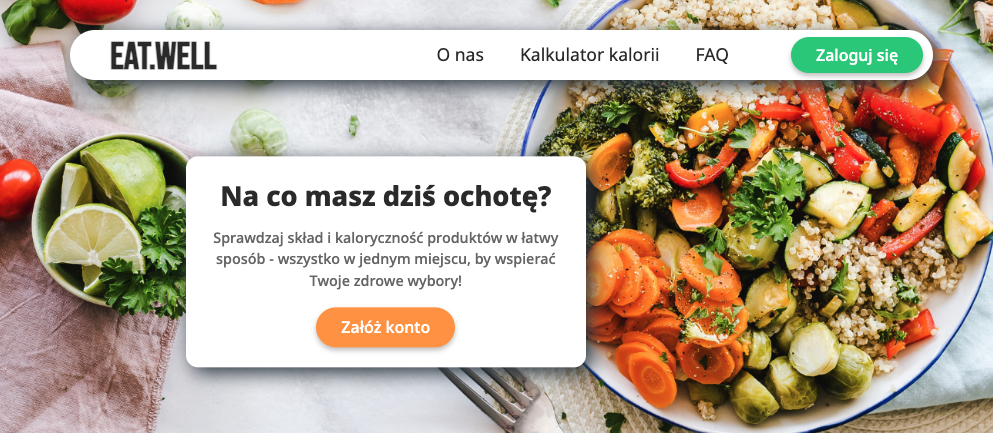 EAT.WELL
O nas
Kalkulator kalorii
FAQ
Zaloguj się
Na co masz dziś ochotę?
Sprawdzaj skład i kaloryczność produktów w łatwy
sposób - wszystko w jednym miejscu, by wspierać
Twoje zdrowe wybory!
Załóż konto